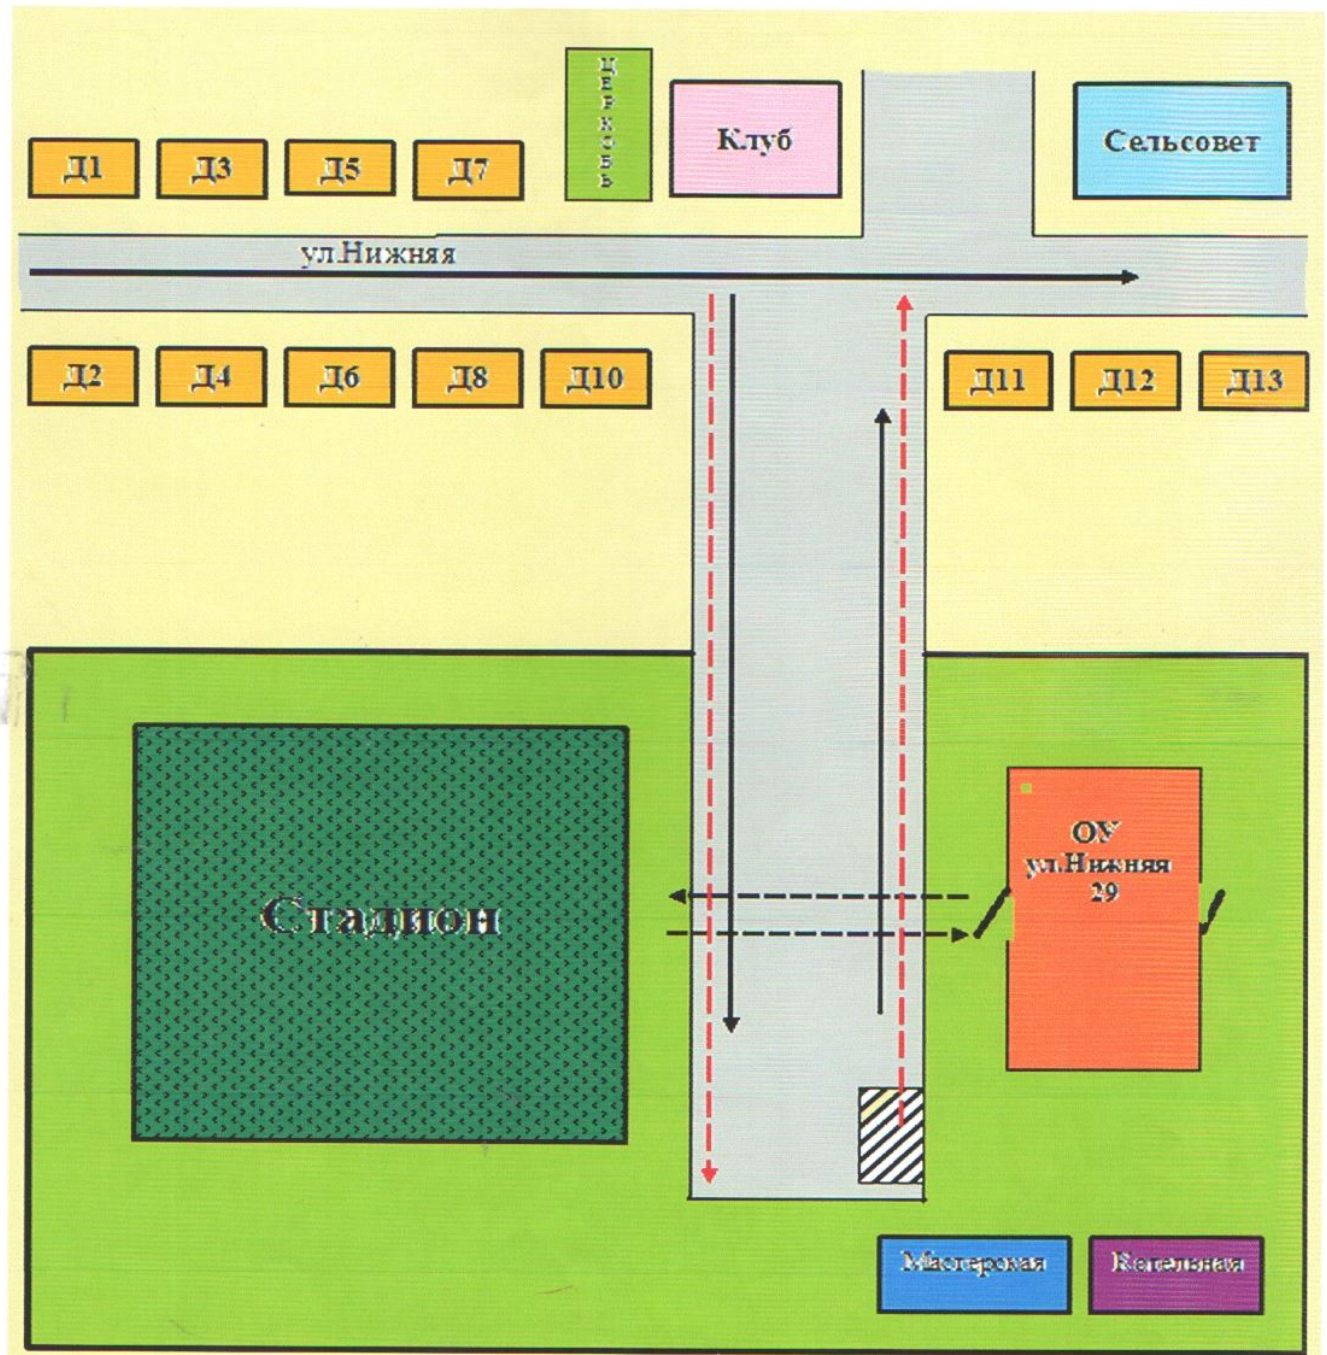 Церковь
Клуб
Сельсовет
Д1
Д3
Д5
Д7
ул.Нижняя
Д2
Д4
Д6
Д8
Д10
Д11
Д12
Д13
Стадион
ОУ
ул.Нижняя
29
Мастерская
Котельная